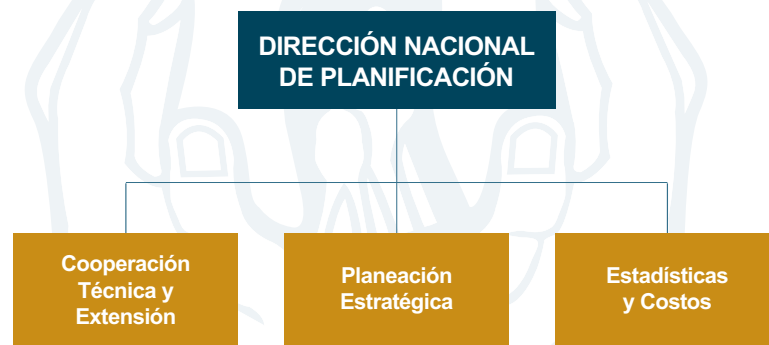 DIRECCIÓN NACIONAL
DE PLANIFICACIÓN
Cooperación
Técnica y
Extensión
Planeación
Estratégica
Estadísticas
y Costos